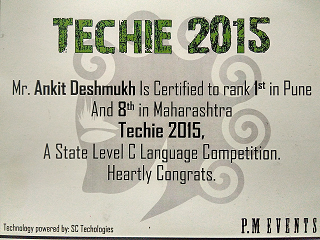 TECHIE 2015
Mr. Ankit Deshmukh Is Certified to rank 1st in Pune
And 8th in Maharashtra
Techie 2015,
A State Level C Language Competition.
Heartly Congrats.
Technology powered by: SC Techologies
P.M EVENTS